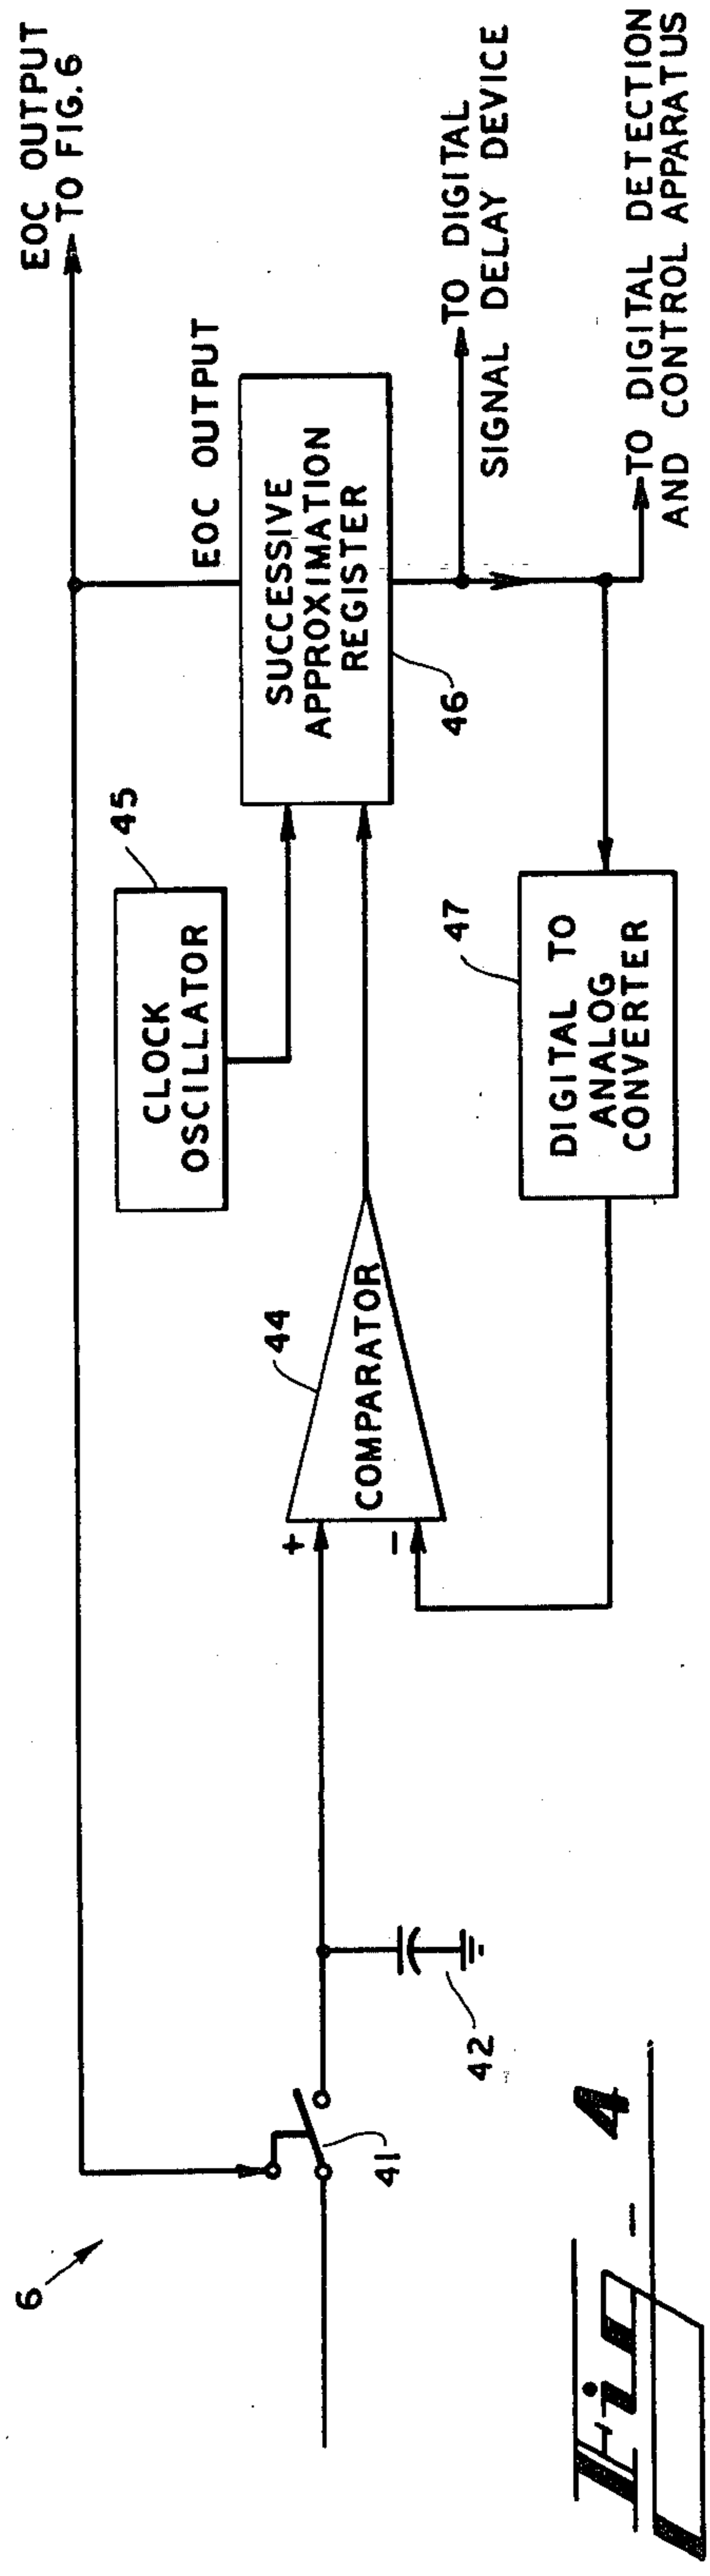 EOC OUTPUT
TO FIG. 6
6
41
42
+
-
44
COMPARATOR
45
CLOCK
OSCILLATOR
EOC OUTPUT
SUCCESSIVE
APPROXIMATION
REGISTER
46
47
DIGITAL TO
ANALOG
CONVERTER
TO DIGITAL
SIGNAL DELAY DEVICE
TO DIGITAL DETECTION
AND CONTROL APPARATUS
Fig-4